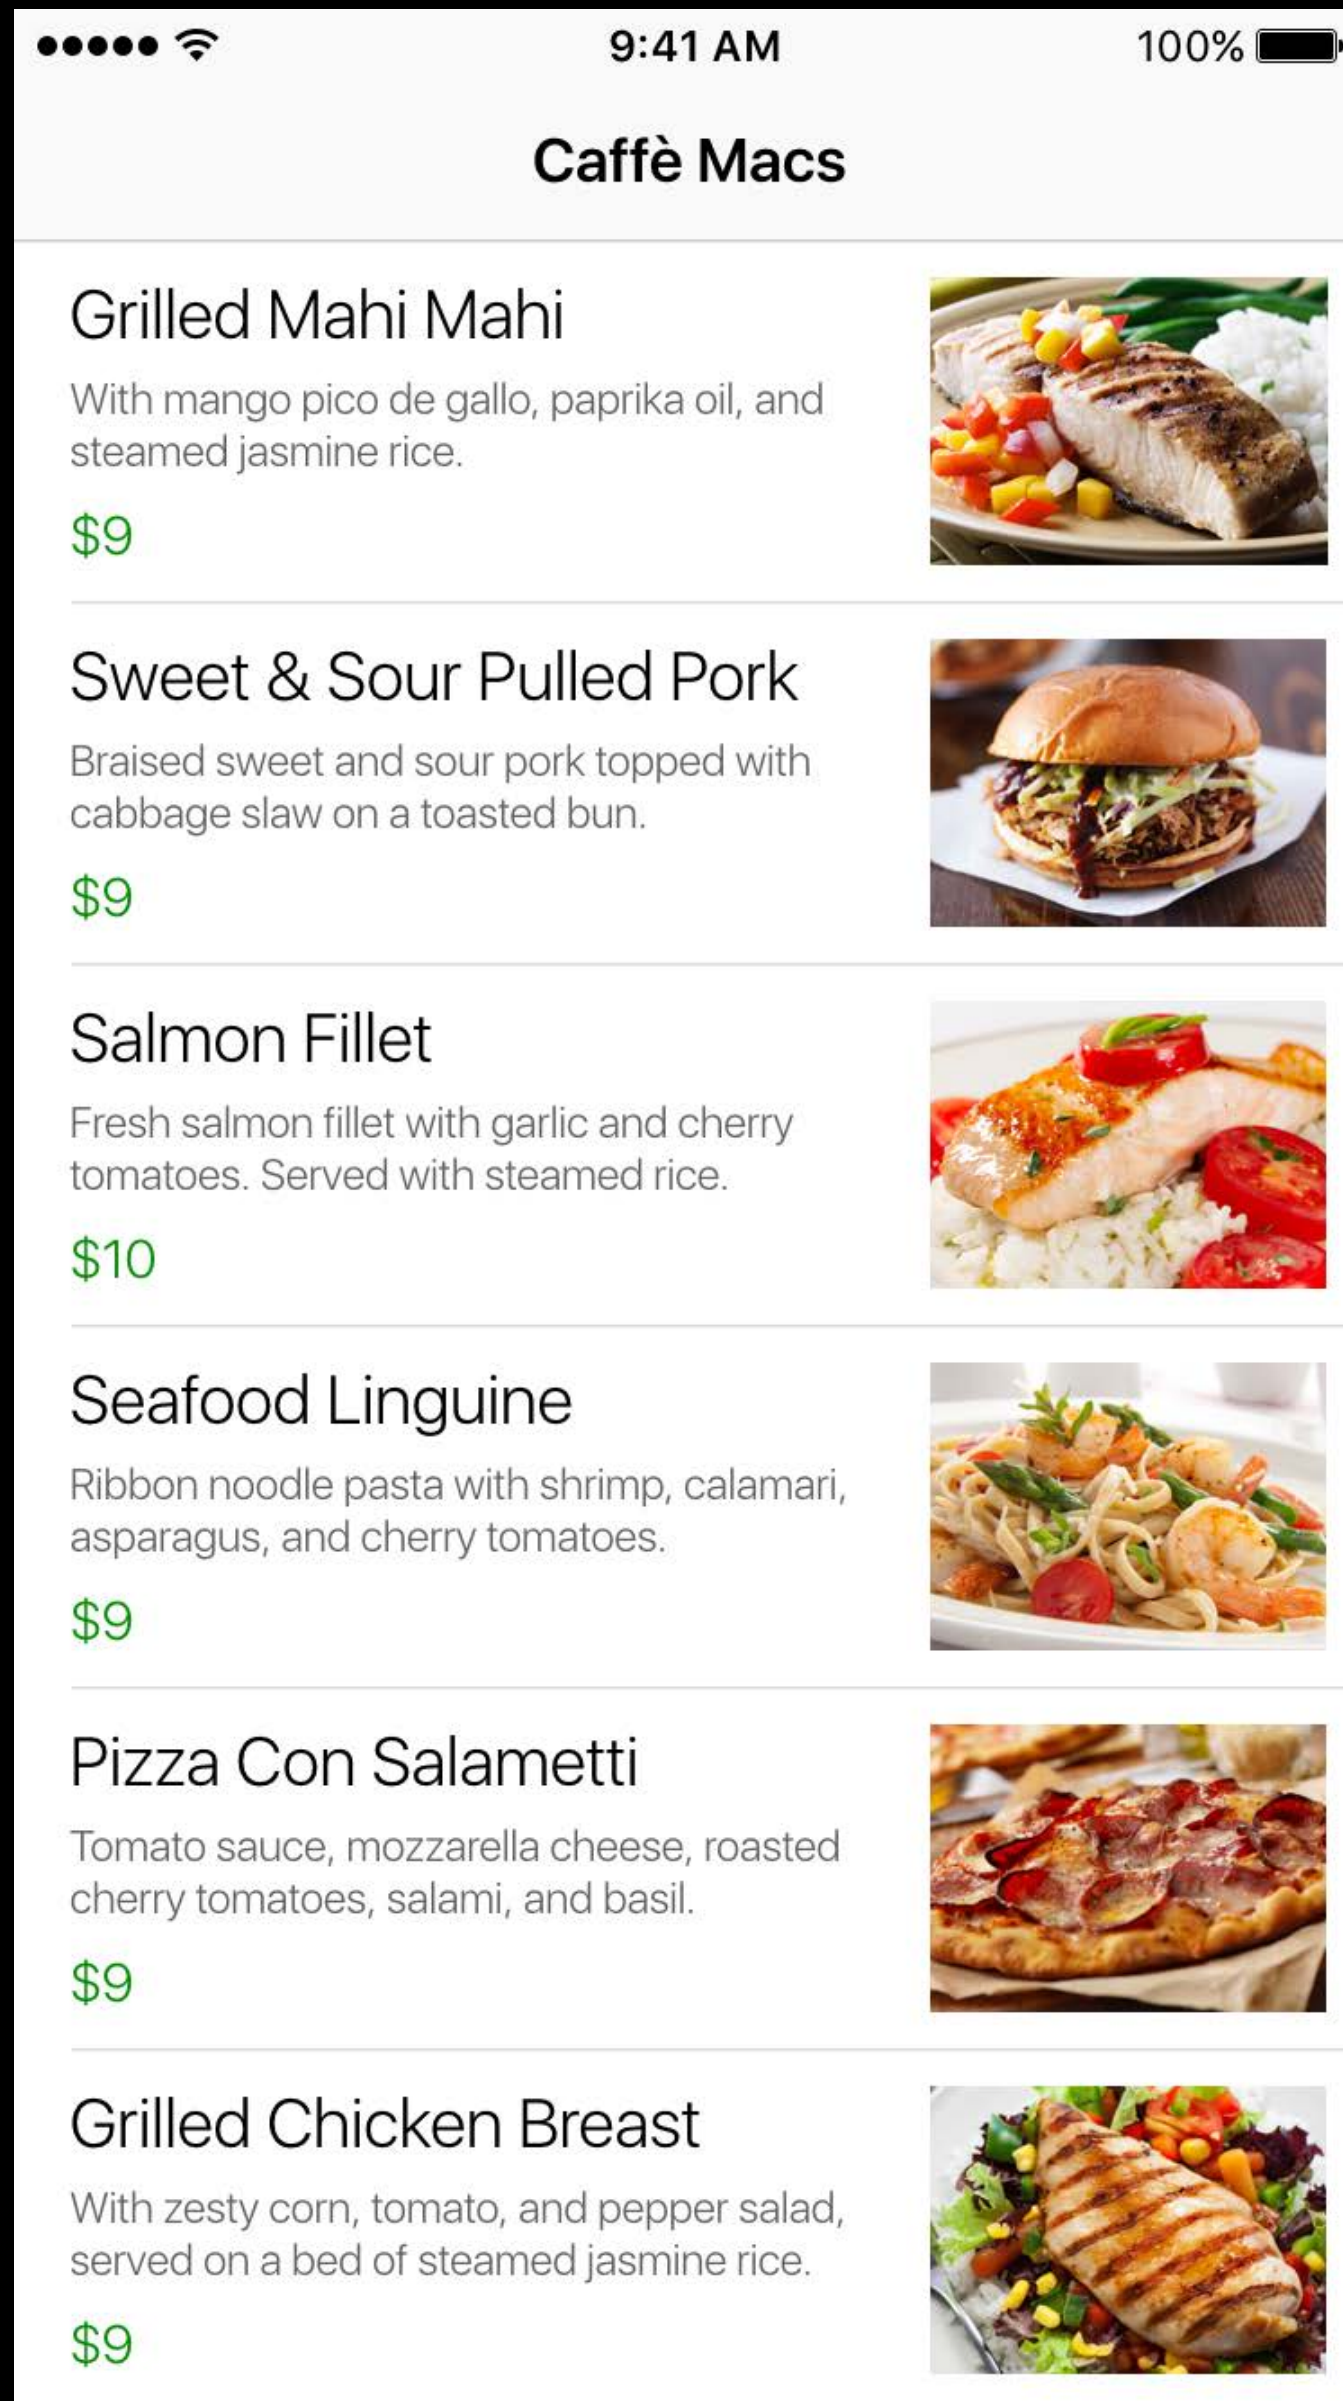 9:41 AM
100%
Caffè Macs
Grilled Mahi Mahi
With mango pico de gallo, paprika oil, and
steamed jasmine rice.
$9
Sweet & Sour Pulled Pork
Braised sweet and sour pork topped with
cabbage slaw on a toasted bun.
$9
Salmon Fillet
Fresh salmon fillet with garlic and cherry
tomatoes. Served with steamed rice.
$10
Seafood Linguine
Ribbon noodle pasta with shrimp, calamari,
asparagus, and cherry tomatoes.
$9
Pizza Con Salametti
Tomato sauce, mozzarella cheese, roasted
cherry tomatoes, salami, and basil.
$9
Grilled Chicken Breast
With zesty corn, tomato, and pepper salad,
served on a bed of steamed jasmine rice.
$9